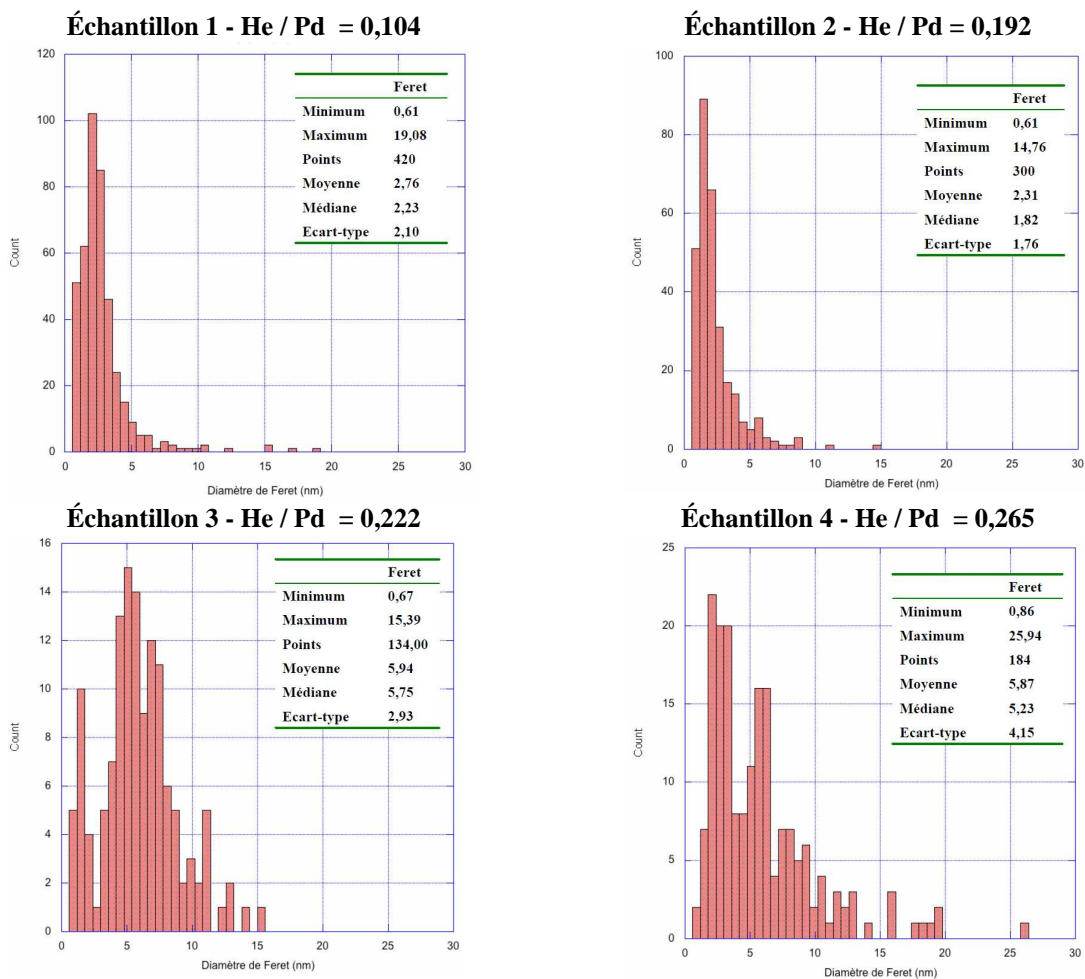 Échantillon 1 - He / Pd = 0,104
120
100
80
60
40
20
0
Count
0 5 10 15 20 25 30
Diamètre de Feret (nm)
Feret
Minimum 0,61
Maximum 19,08
Points 420
Moyenne 2,76
Médiane 2,23
Ecart-type 2,10
Échantillon 2 - He / Pd = 0,192
100
80
60
40
20
0
Count
0 5 10 15 20 25 30
Diamètre de Feret (nm)
Feret
Minimum 0,61
Maximum 14,76
Points 300
Moyenne 2,31
Médiane 1,82
Ecart-type 1,76
Échantillon 3 - He / Pd = 0,222
16
14
12
10
8
6
4
2
0
Count
0 5 10 15 20 25 30
Diamètre de Feret (nm)
Feret
Minimum 0,67
Maximum 15,39
Points 134,00
Moyenne 5,94
Médiane 5,75
Ecart-type 2,93
Échantillon 4 - He / Pd = 0,265
25
20
15
10
5
0
Count
0 5 10 15 20 25 30
Diamètre de Feret (nm)
Feret
Minimum 0,86
Maximum 25,94
Points 184
Moyenne 5,87
Médiane 5,23
Ecart-type 4,15